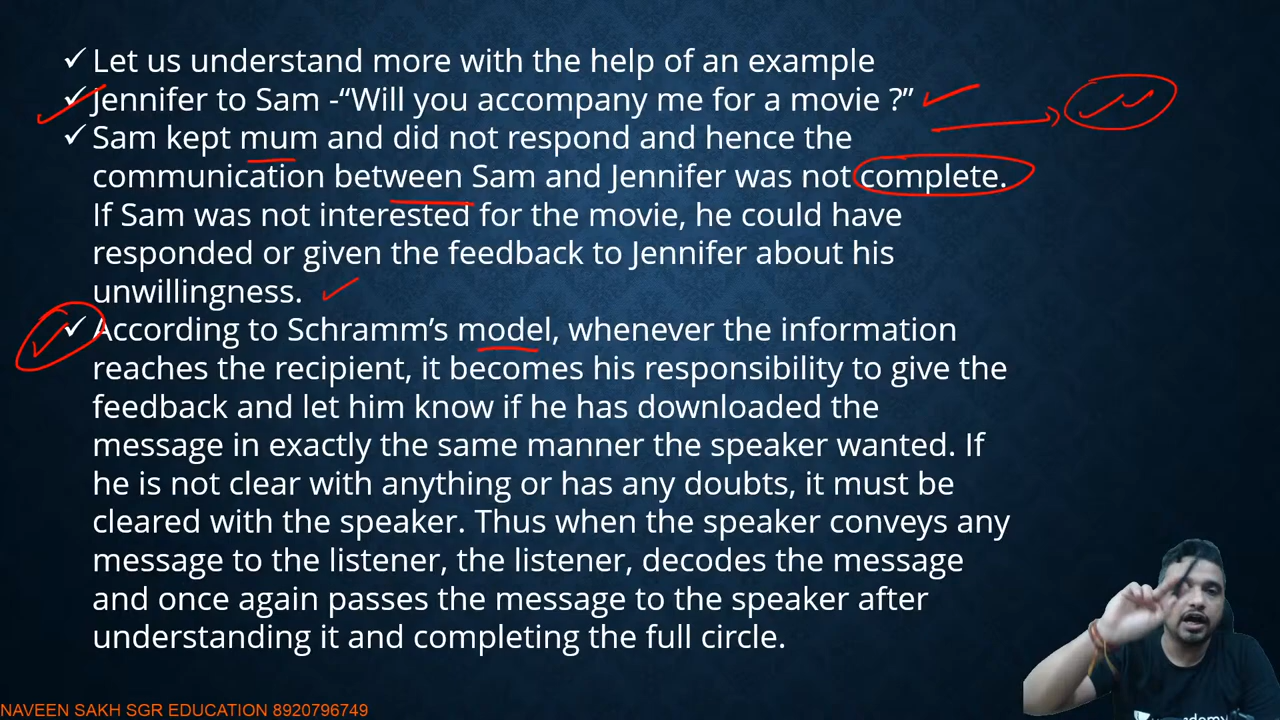 Let us understand more with the help of an example
Jennifer to Sam -“Will you accompany me for a movie ?”
Sam kept mum and did not respond and hence the
communication between Sam and Jennifer was not complete.
If Sam was not interested for the movie, he could have
responded or given the feedback to Jennifer about his
unwillingness.
According to Schramm’s model, whenever the information
reaches the recipient, it becomes his responsibility to give the
feedback and let him know if he has downloaded the
message in exactly the same manner the speaker wanted. If
he is not clear with anything or has any doubts, it must be
cleared with the speaker. Thus when the speaker conveys any
message to the listener, the listener, decodes the message
and once again passes the message to the speaker after
understanding it and completing the full circle.
NAVEEN SAKH SGR EDUCATION 8920796749